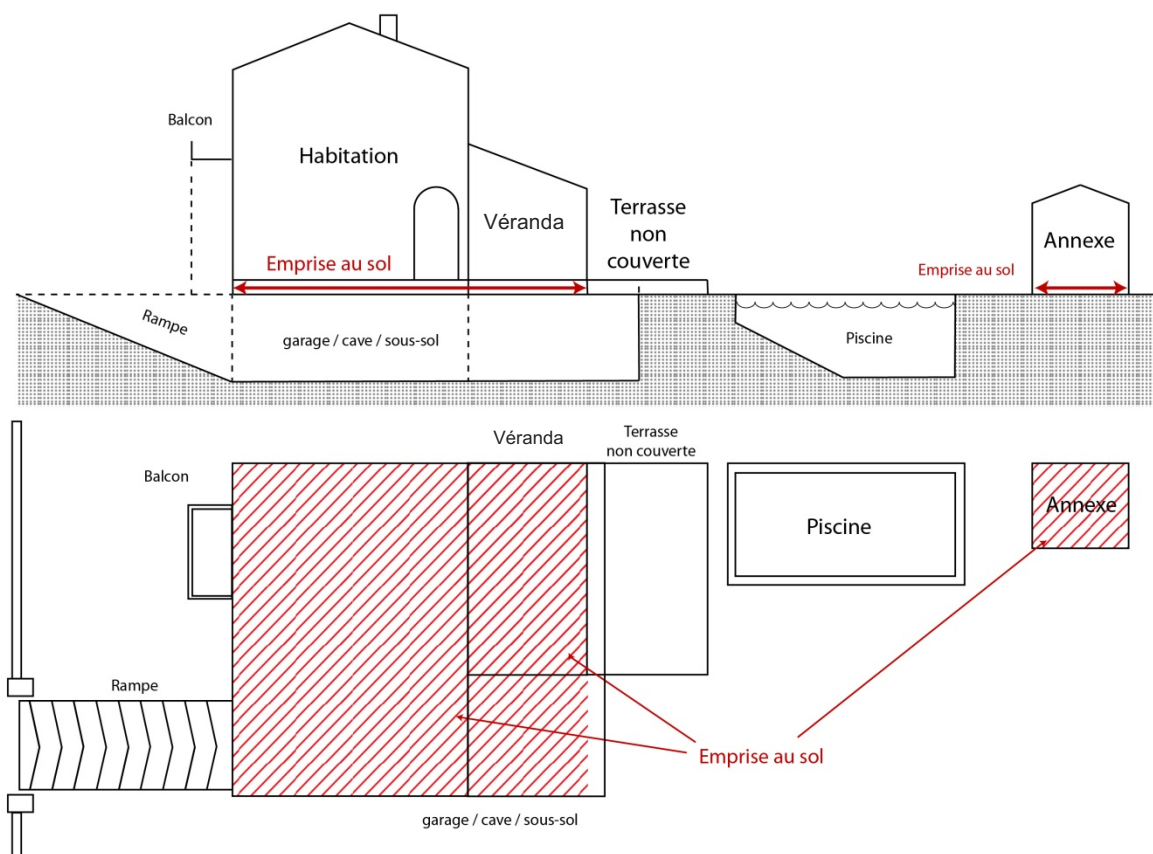 Balcon
Habitation
Véranda
Terrasse
non
couverte
Annexe
Emprise au sol
Emprise au sol
Rampe
garage / cave / sous-sol
Piscine
Véranda
Terrasse
non couverte
Balcon
Piscine
Annexe
Rampe
Emprise au sol
garage / cave / sous-sol